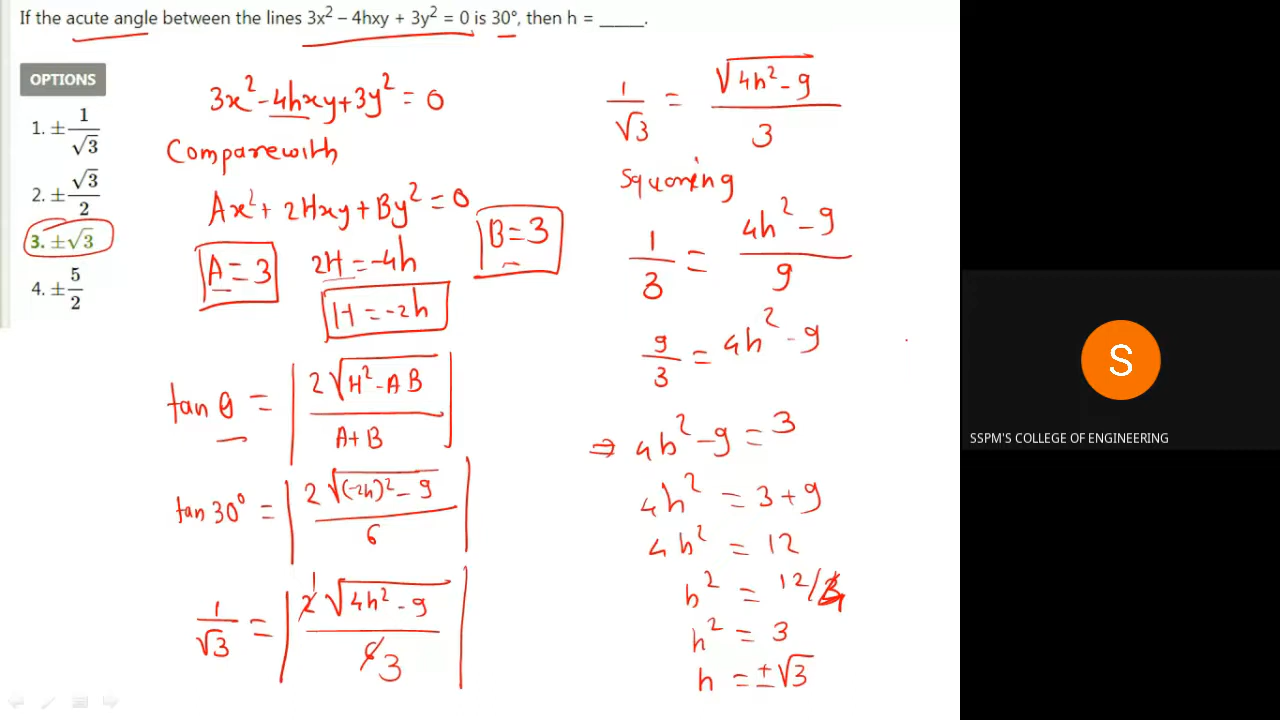 If the acute angle between the lines 3x² – 4hxy + 3y² = 0 is 30°, then h = _____.
OPTIONS
1. ± 1/√3
2. ± √3/2
3. ±√3
4. ± 5/2
3x² - 4hxy + 3y² = 0
Compare with
Ax² + 2Hxy + By² = 0
A = 3
2H = -4h
B = 3
H = -2h
tan θ = | 2√(H² - AB) / A+B |
tan 30° = | 2√((-2h)² - 9) / 6 |
1/√3 = | 2̸ 1 √(4h² - 9) / 6̸ 3 |
1/√3 = √(4h² - 9) / 3
Squaring
1/3 = 4h² - 9 / 9
9/3 = 4h² - 9
⇒ 4h² - 9 = 3
4h² = 3 + 9
4h² = 12
h² = 12/4
h² = 3
h = ±√3
S
SSPM'S COLLEGE OF ENGINEERING